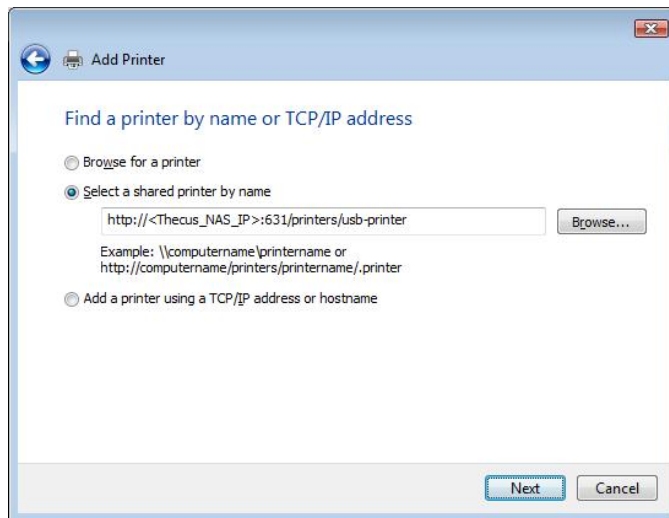 Add Printer
Find a printer by name or TCP/IP address
Browse for a printer
Select a shared printer by name
http://<Thecus_NAS_IP>:631/printers/usb-printer
Browse...
Example: \\computername\printername or
http://computername/printers/printername/.printer
Add a printer using a TCP/IP address or hostname
Next
Cancel